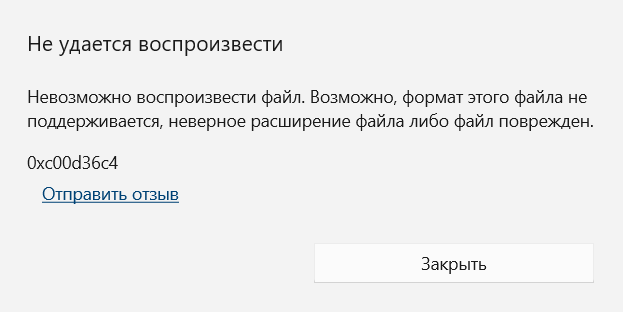 Не удается воспроизвести
Невозможно воспроизвести файл. Возможно, формат этого файла не
поддерживается, неверное расширение файла либо файл поврежден.
0xc00d36c4
Отправить отзыв
Закрыть